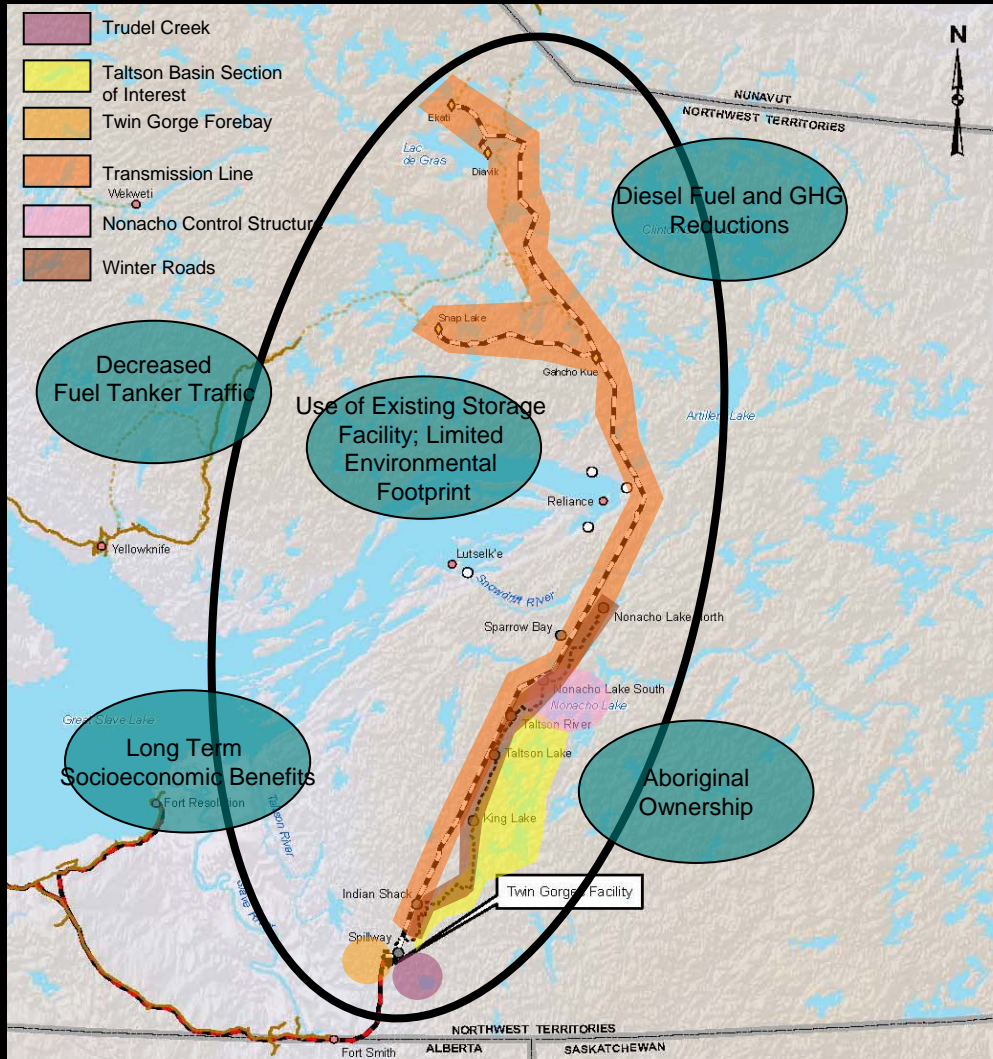 Trudel Creek
Taltson Basin Section
of Interest
Twin Gorge Forebay
Transmission Line
Nonacho Control Structure
Winter Roads
N
NUNAVUT
NORTHWEST TERRITORIES
Ekati
Lac
de Gras
Diavik
Wekweti
Diesel Fuel and GHG
Reductions
Snap Lake
Gahcho Kue
Decreased
Fuel Tanker Traffic
Use of Existing Storage
Facility; Limited
Environmental
Footprint
Artillery Lake
Reliance
Yellowknife
Lutselk'e
Snowdrift River
Sparrow Bay
Nonacho Lake North
Nonacho Lake South
Nonacho Lake
Great Slave Lake
Taltson River
Taltson Lake
Long Term
Socioeconomic Benefits
Fort Resolution
Taltson River
Aboriginal
Ownership
King Lake
Indian Shack
Twin Gorges Facility
Spillway
NORTHWEST TERRITORIES
Fort Smith
ALBERTA
SASKATCHEWAN